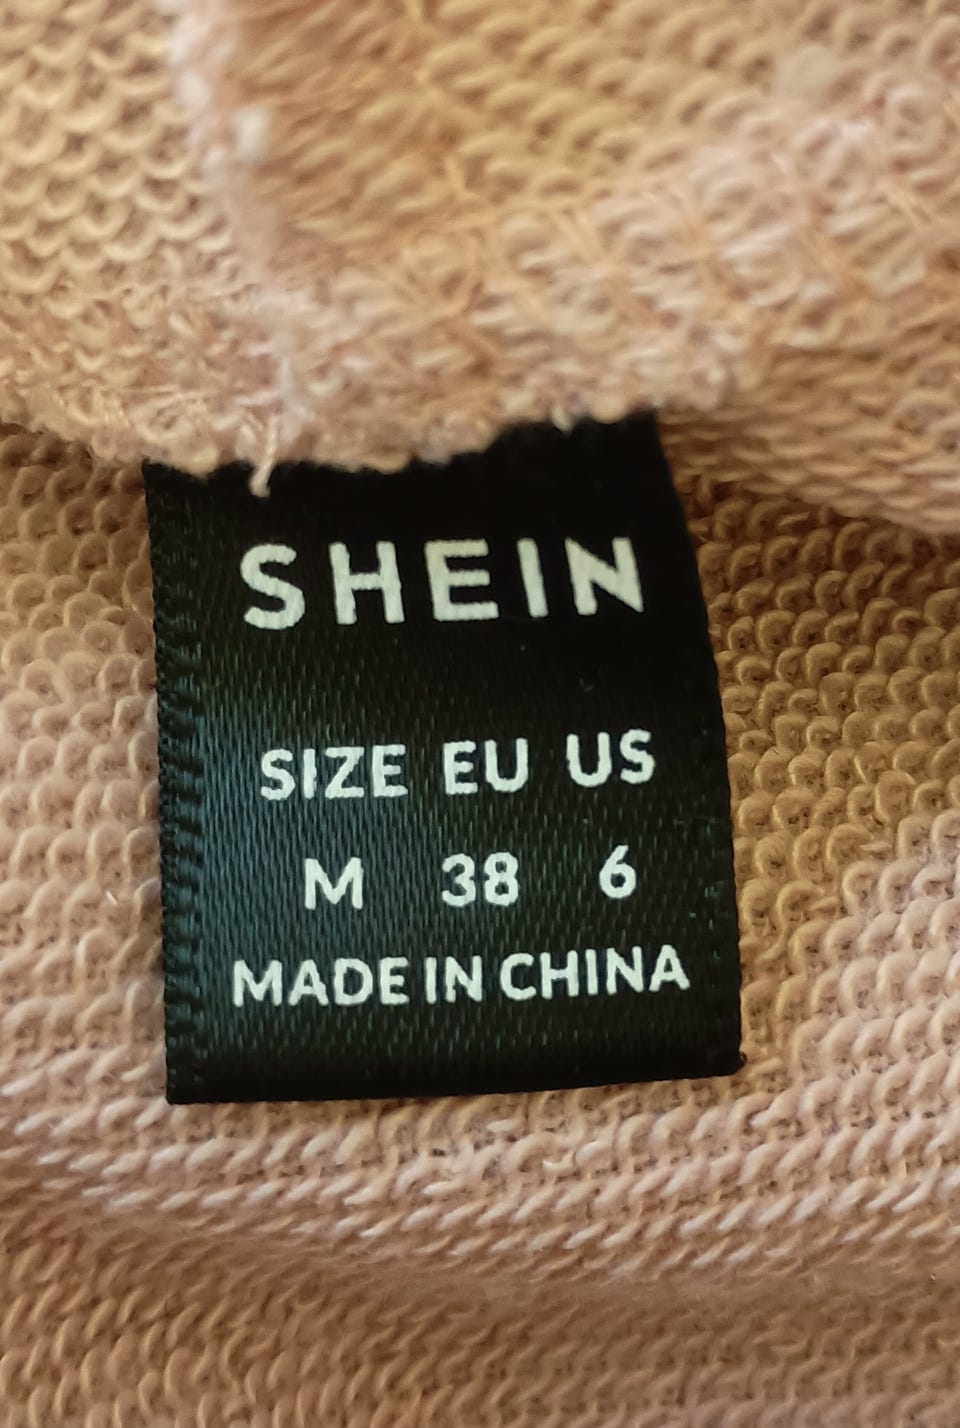 SHEIN
SIZE EU US
M 38 6
MADE IN CHINA